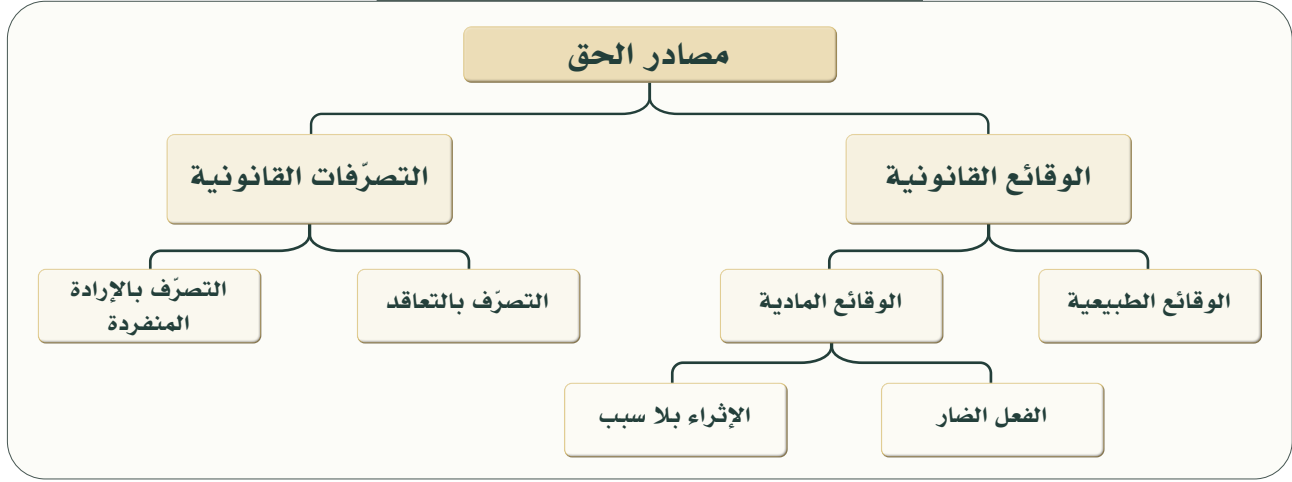 مصادر الحق
الوقائع القانونية
التصرّفات القانونية
الوقائع الطبيعية
الوقائع المادية
التصرّف بالتعاقد
التصرّف بالإرادة
المنفردة
الفعل الضار
الإثراء بلا سبب